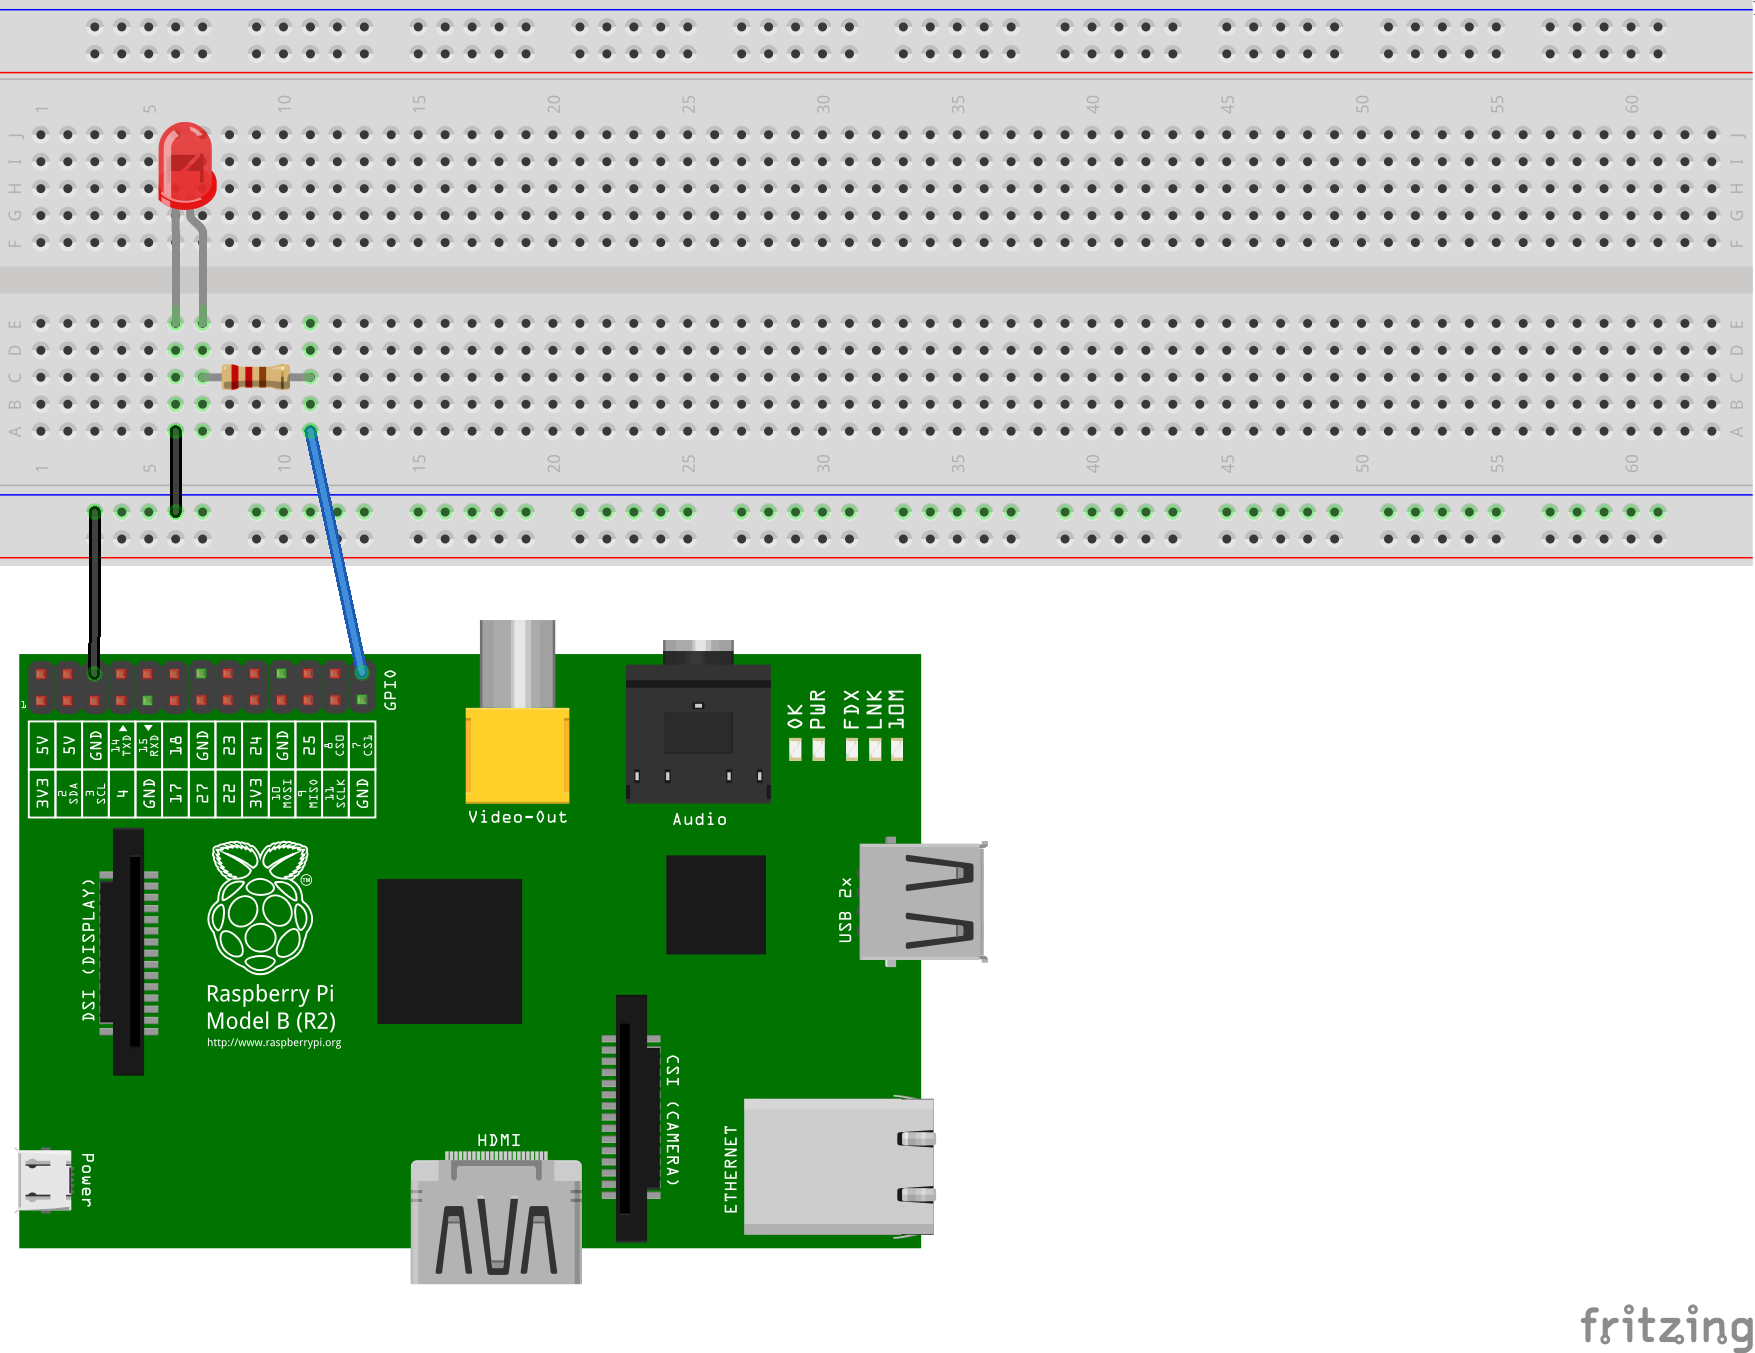 1 5 10 15 20 25 30 35 40 45 50 55 60
J J
I I
H H
G G
F F
E E
D D
C C
B B
A A
1 5 10 15 20 25 30 35 40 45 50 55 60
GPIO
1
5V 5V GND 14 TXD 15 RXD 18 GND 23 24 GND 25 8 CS0 7 CS1
3V3 2 SDA 3 SCL 4 GND 17 27 22 3V3 10 MOSI 9 MISO 11 SCLK GND
OK PWR FDX LNK 10M
Video-Out
Audio
DSI (DISPLAY)
TM
Raspberry Pi
Model B (R2)
http://www.raspberrypi.org
USB 2x
CSI (CAMERA)
ETHERNET
HDMI
Power
fritzing